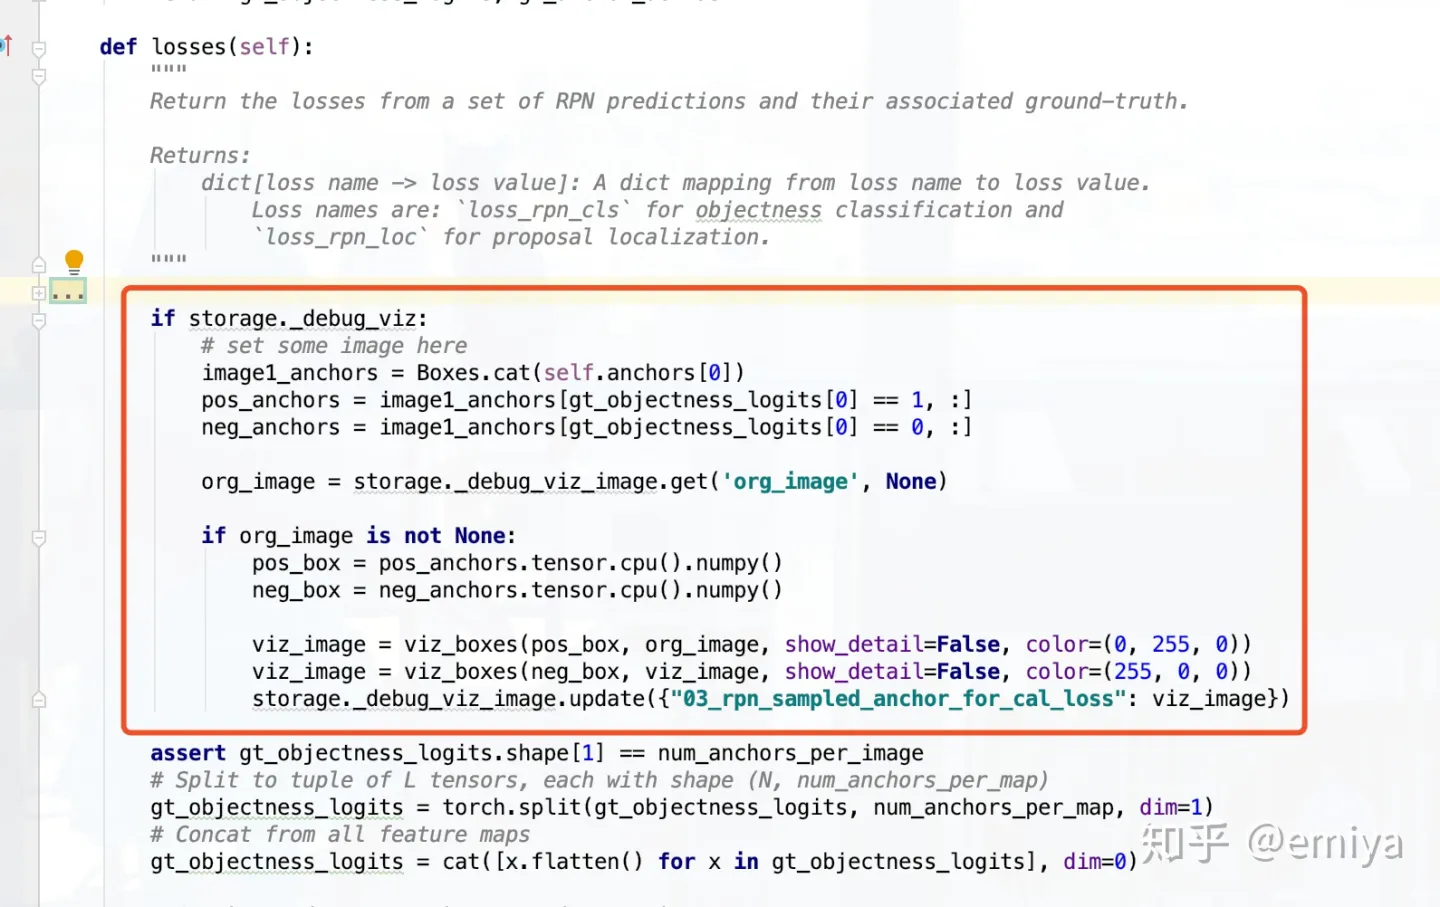 def losses(self):
"""
Return the losses from a set of RPN predictions and their associated ground-truth.
Returns:
dict[loss name -> loss value]: A dict mapping from loss name to loss value.
Loss names are: `loss_rpn_cls` for objectness classification and
`loss_rpn_loc` for proposal localization.
"""
...
if storage._debug_viz:
# set some image here
image1_anchors = Boxes.cat(self.anchors[0])
pos_anchors = image1_anchors[gt_objectness_logits[0] == 1, :]
neg_anchors = image1_anchors[gt_objectness_logits[0] == 0, :]
org_image = storage._debug_viz_image.get('org_image', None)
if org_image is not None:
pos_box = pos_anchors.tensor.cpu().numpy()
neg_box = neg_anchors.tensor.cpu().numpy()
viz_image = viz_boxes(pos_box, org_image, show_detail=False, color=(0, 255, 0))
viz_image = viz_boxes(neg_box, viz_image, show_detail=False, color=(255, 0, 0))
storage._debug_viz_image.update({"03_rpn_sampled_anchor_for_cal_loss": viz_image})
assert gt_objectness_logits.shape[1] == num_anchors_per_image
# Split to tuple of L tensors, each with shape (N, num_anchors_per_map)
gt_objectness_logits = torch.split(gt_objectness_logits, num_anchors_per_map, dim=1)
# Concat from all feature maps
gt_objectness_logits = cat([x.flatten() for x in gt_objectness_logits], dim=0)
知乎 @emiya